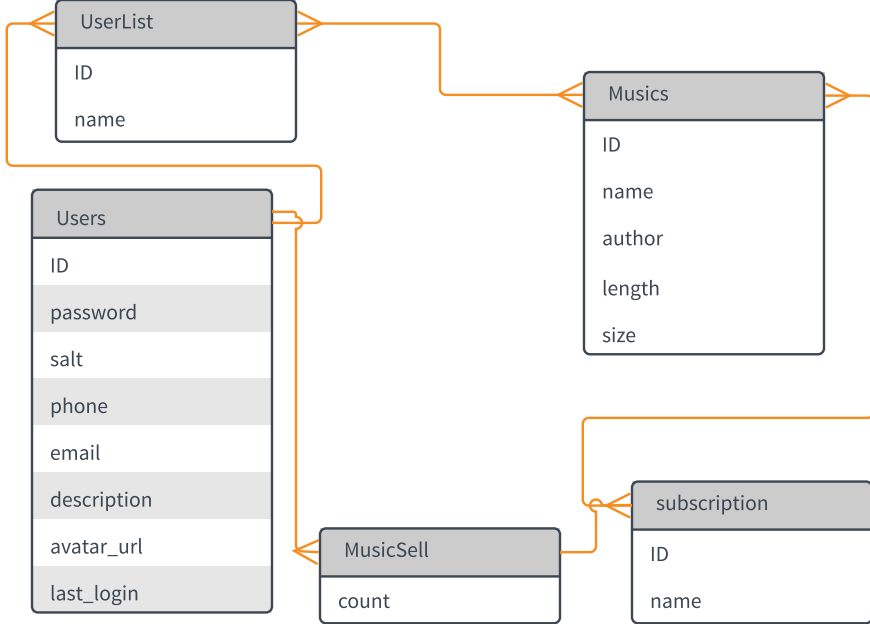 UserList
ID
name
Musics
ID
name
author
length
size
Users
ID
password
salt
phone
email
description
avatar_url
last_login
MusicSell
count
subscription
ID
name